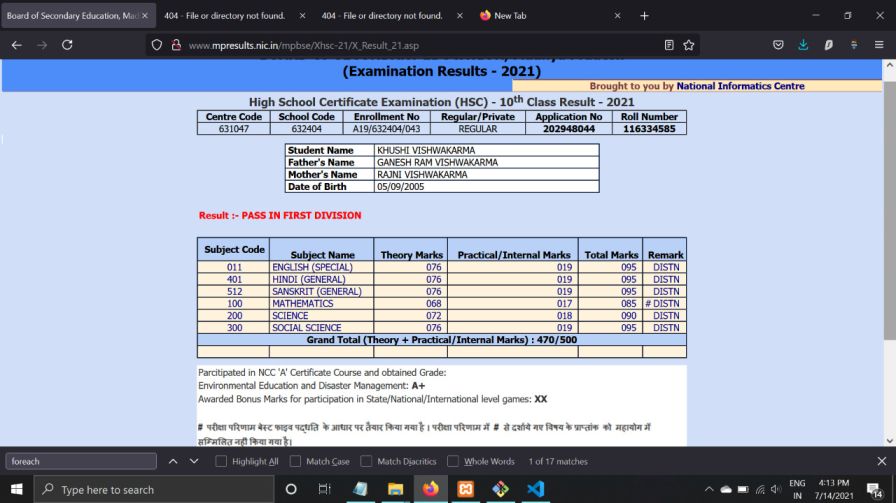 Board of Secondary Education, Mad
404 - File or directory not found.
404 - File or directory not found.
New Tab
www.mpresults.nic.in/mpbse/Xhsc-21/X_Result_21.asp
(Examination Results - 2021)
Brought to you by National Informatics Centre
High School Certificate Examination (HSC) - 10th Class Result - 2021
Centre Code School Code Enrollment No Regular/Private Application No Roll Number
631047 632404 A19/632404/043 REGULAR 202948044 116334585
Student Name KHUSHI VISHWAKARMA
Father's Name GANESH RAM VISHWAKARMA
Mother's Name RAJNI VISHWAKARMA
Date of Birth 05/09/2005
Result :- PASS IN FIRST DIVISION
Subject Code Subject Name Theory Marks Practical/Internal Marks Total Marks Remark
011 ENGLISH (SPECIAL) 076 019 095 DISTN
401 HINDI (GENERAL) 076 019 095 DISTN
512 SANSKRIT (GENERAL) 076 019 095 DISTN
100 MATHEMATICS 068 017 085 # DISTN
200 SCIENCE 072 018 090 DISTN
300 SOCIAL SCIENCE 076 019 095 DISTN
Grand Total (Theory + Practical/Internal Marks) : 470/500
Parcitipated in NCC 'A' Certificate Course and obtained Grade:
Environmental Education and Disaster Management: A+
Awarded Bonus Marks for participation in State/National/International level games: XX
# परीक्षा परिणाम बेस्ट फाइव पद्धति के आधार पर तैयार किया गया है । परीक्षा परिणाम में # से दर्शाये गए विषय के प्राप्तांक को महायोग में
सम्मिलित नहीं किया गया है।
foreach
Highlight All Match Case Match Diacritics Whole Words 1 of 17 matches
Type here to search
ENG
IN
4:13 PM
7/14/2021
14